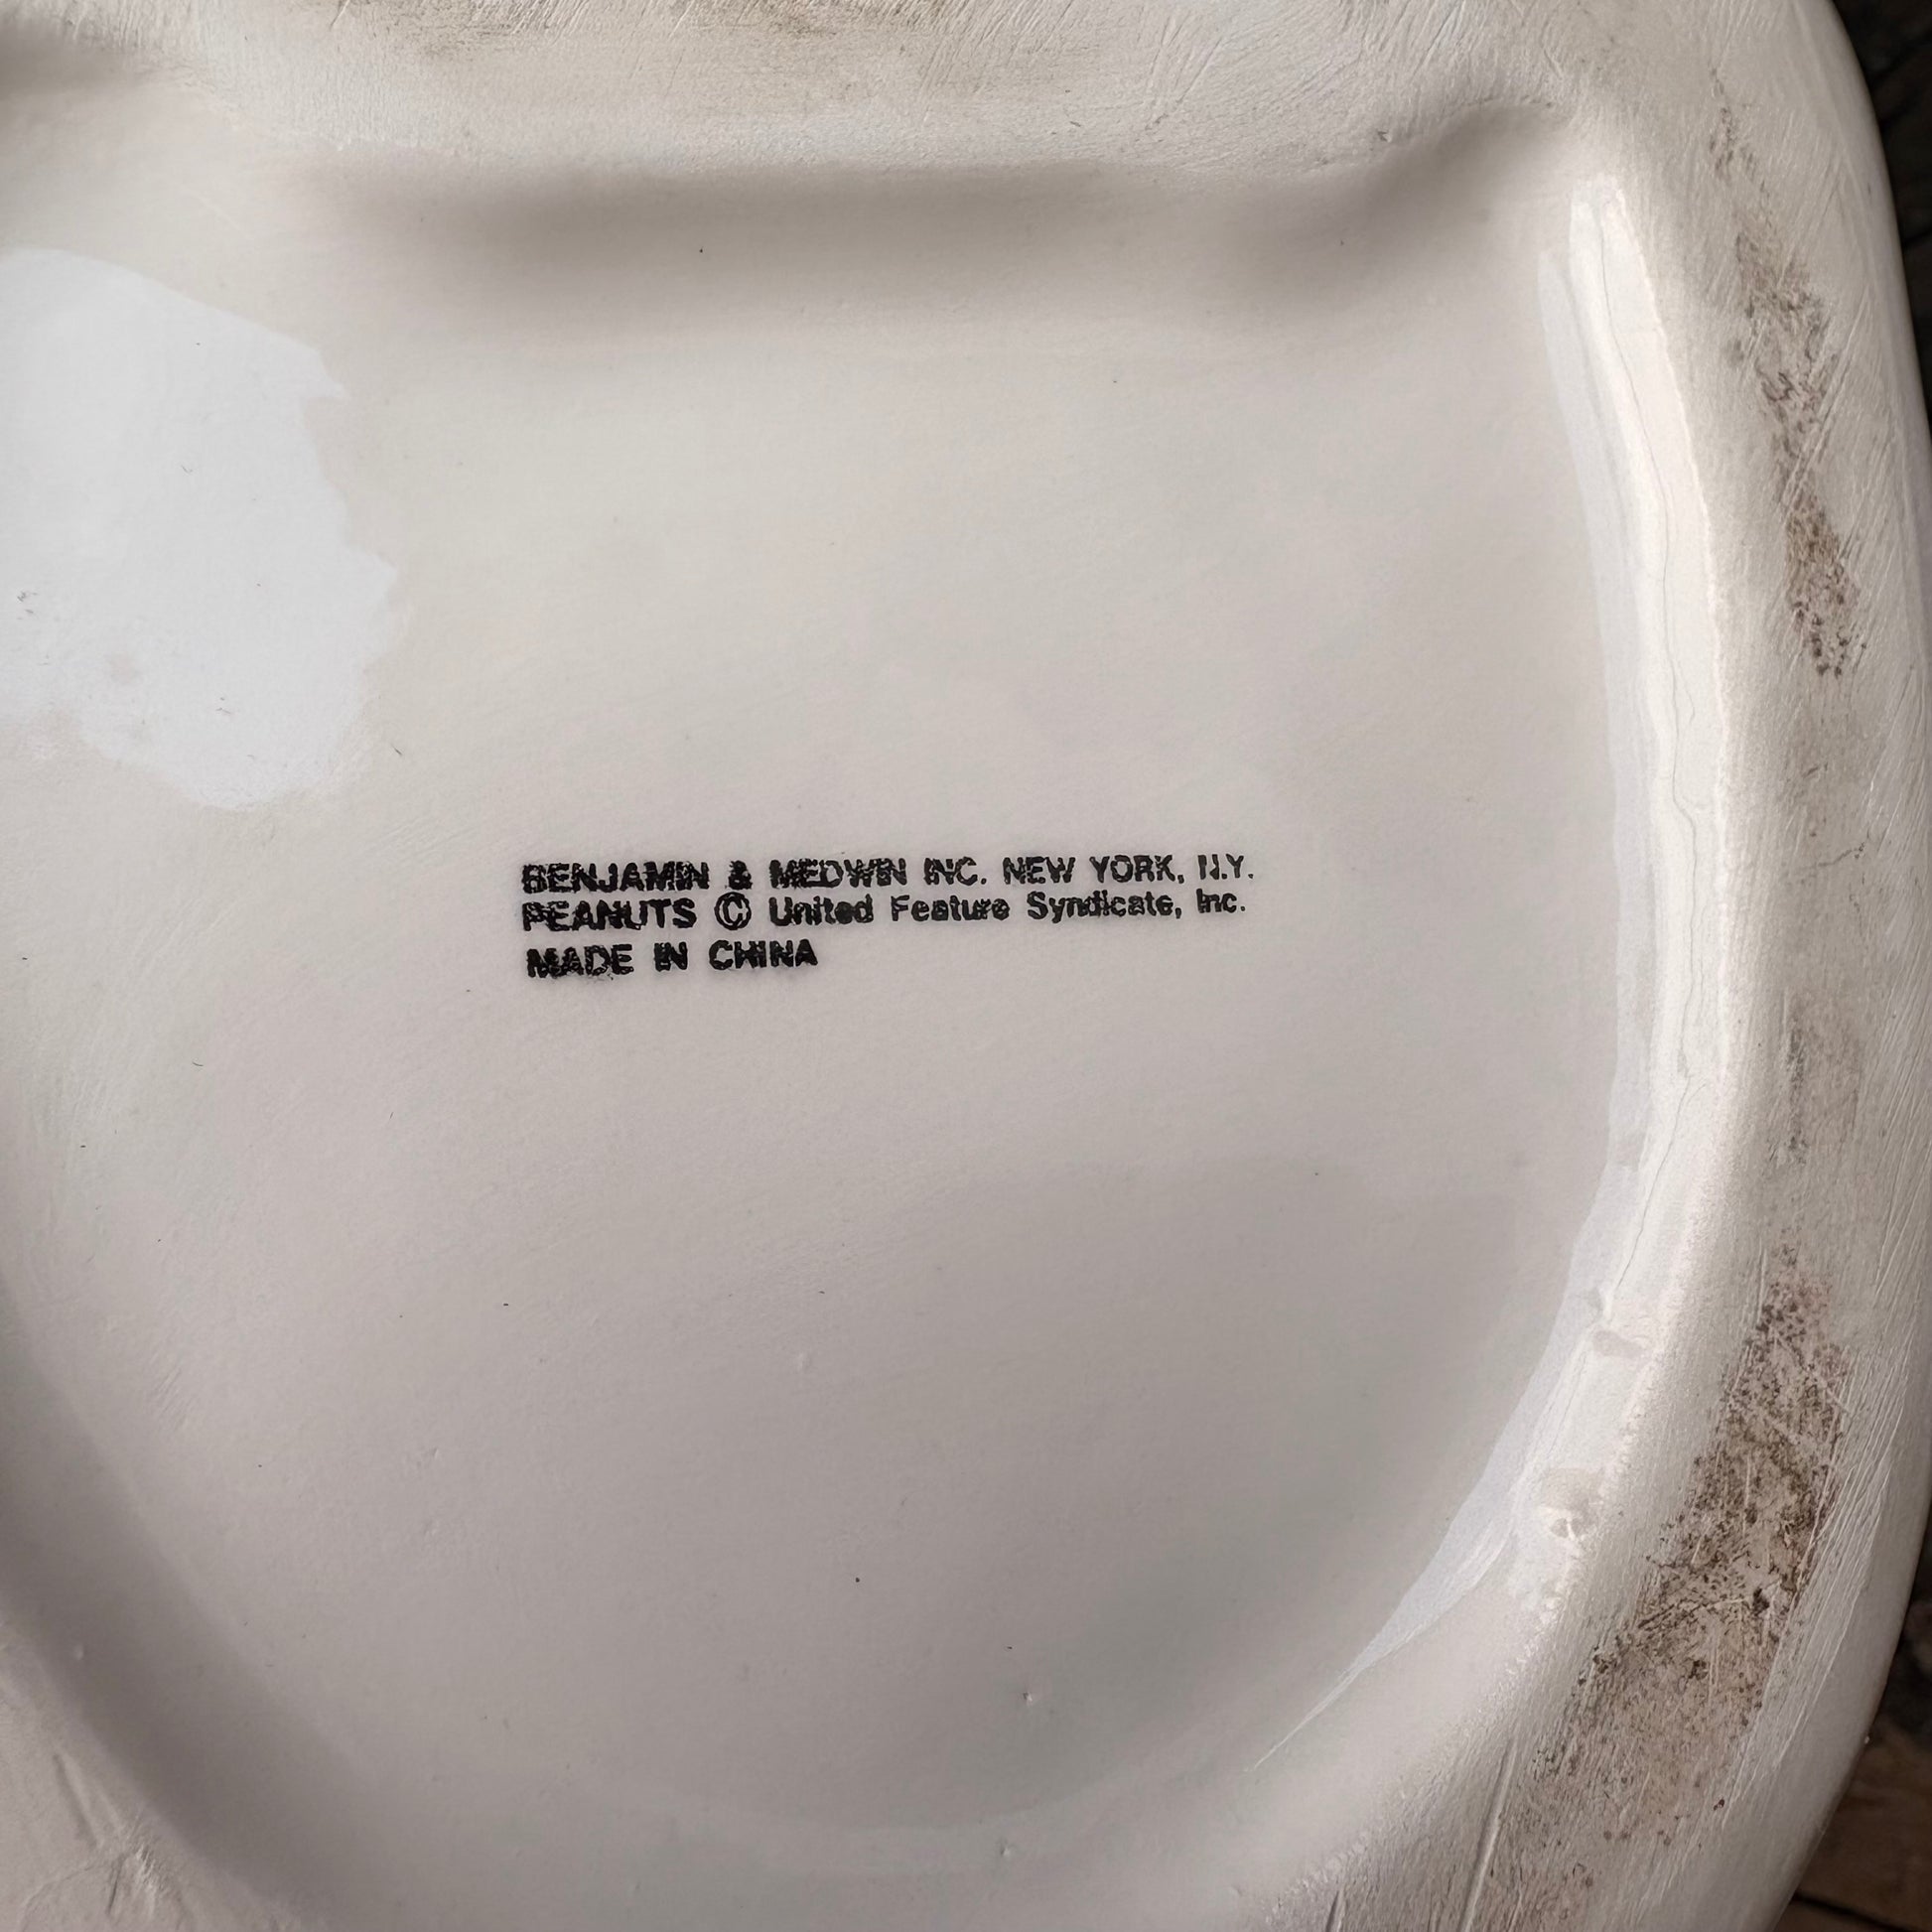 BENJAMIN & MEDWIN INC. NEW YORK, N.Y.
PEANUTS © United Feature Syndicate, Inc.
MADE IN CHINA